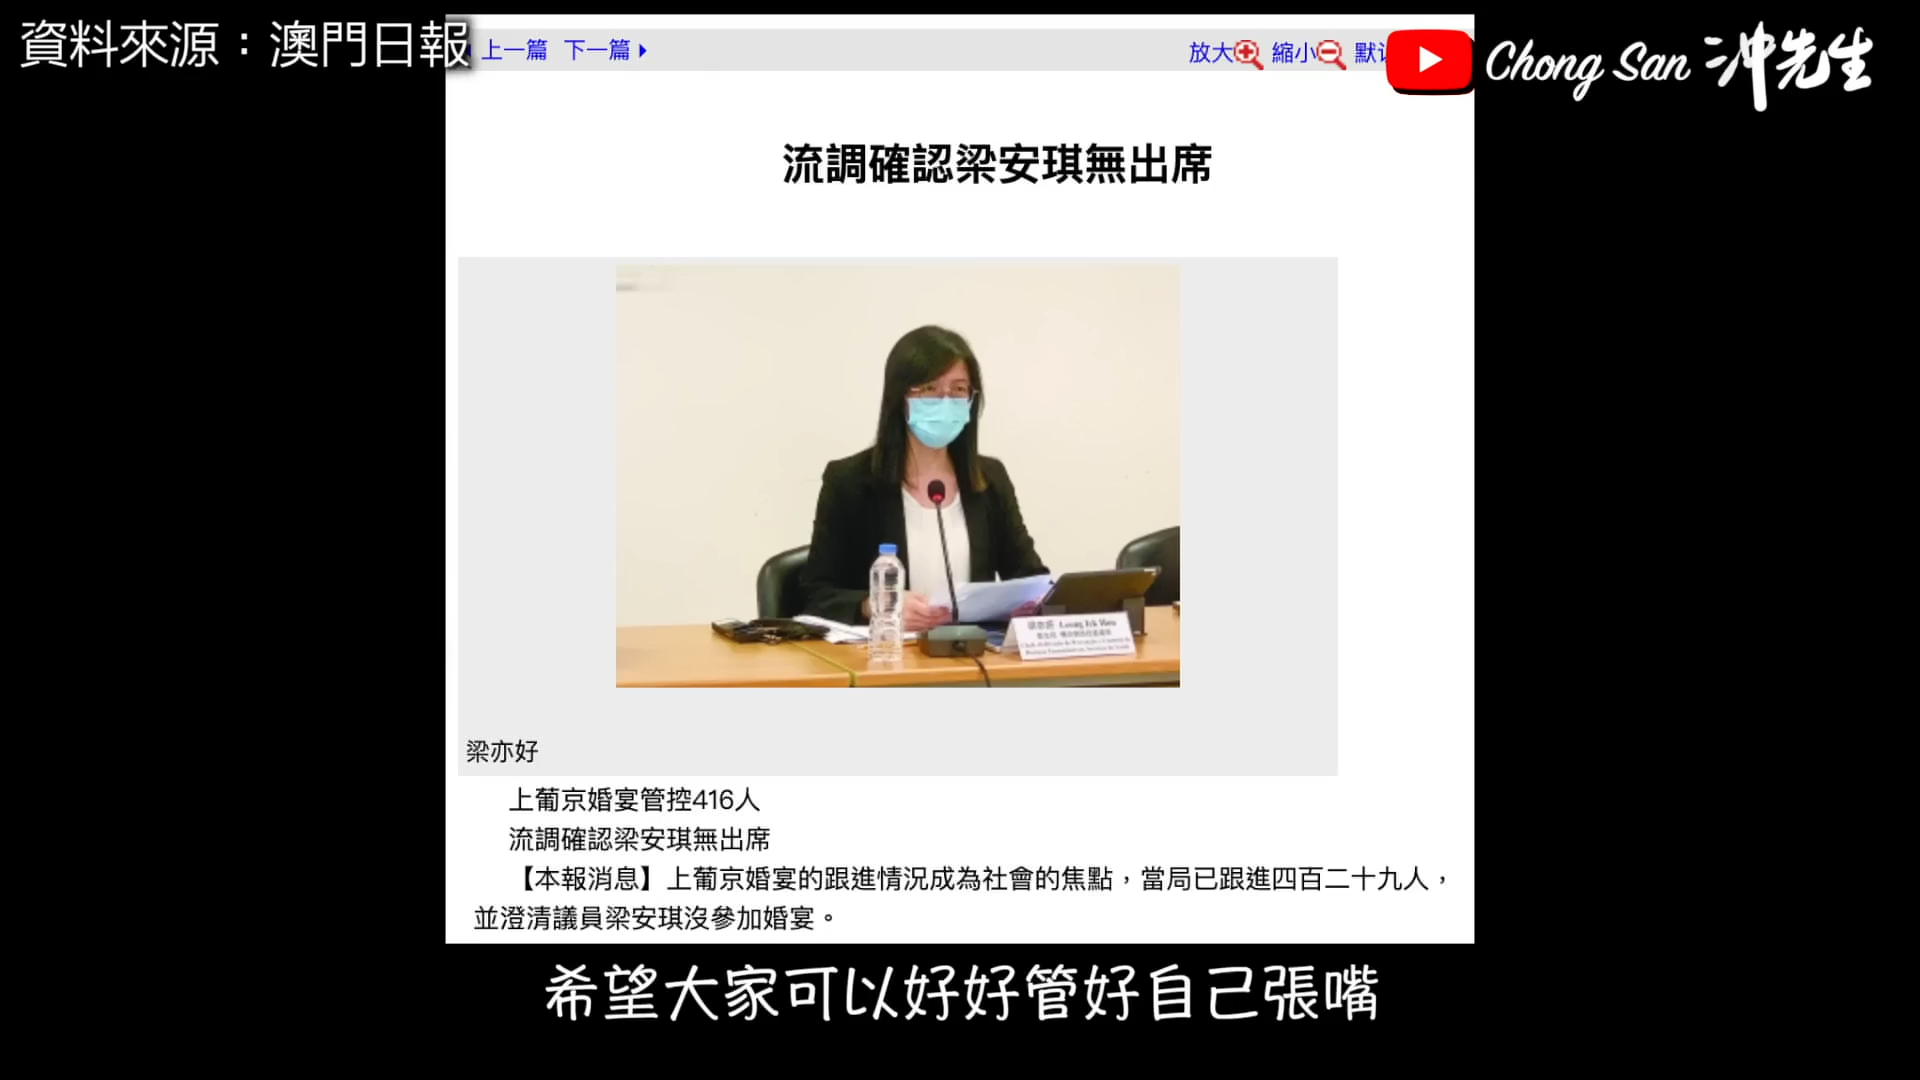 資料來源：澳門日報
上一篇 下一篇
放大 縮小 默
Chong San 沖先生
流調確認梁安琪無出席
梁亦好 Leong Iek Hou
梁亦好
上葡京婚宴管控416人
流調確認梁安琪無出席
【本報消息】上葡京婚宴的跟進情況成為社會的焦點，當局已跟進四百二十九人，
並澄清議員梁安琪沒參加婚宴。
希望大家可以好好管好自己張嘴